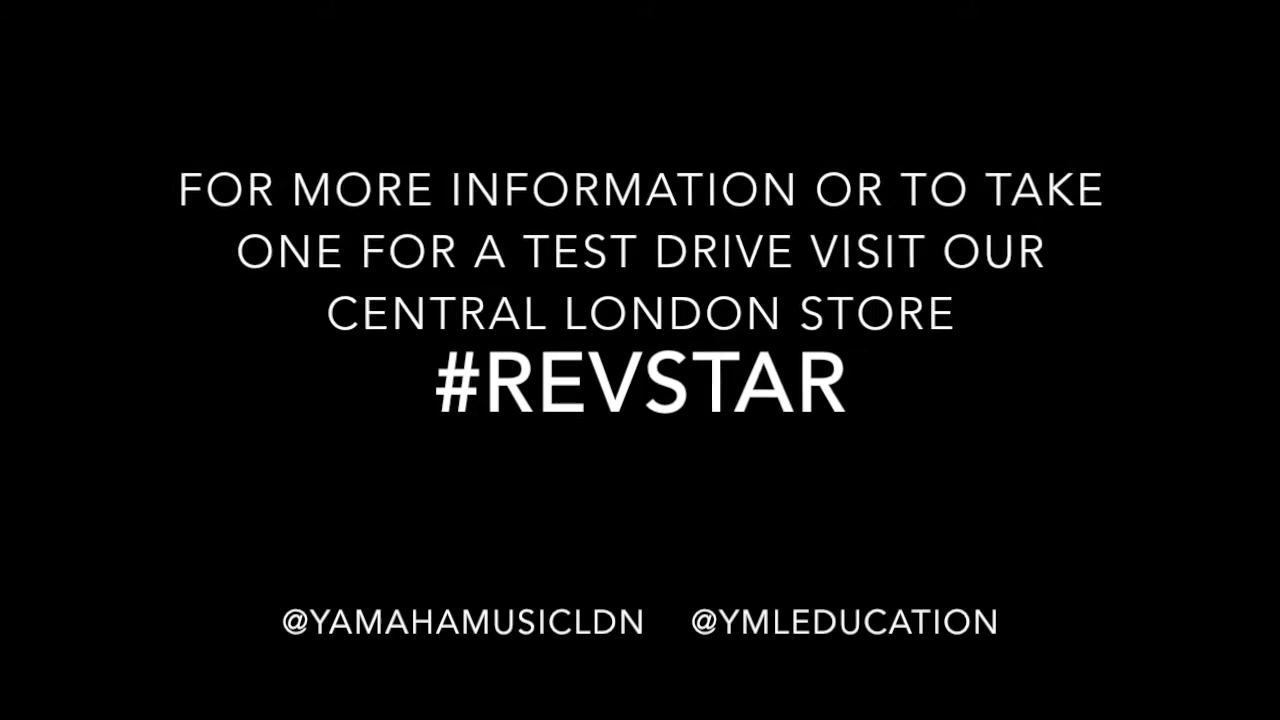 FOR MORE INFORMATION OR TO TAKE
ONE FOR A TEST DRIVE VISIT OUR
CENTRAL LONDON STORE
#REVSTAR
@YAMAHAMUSICLDN @YMLEDUCATION